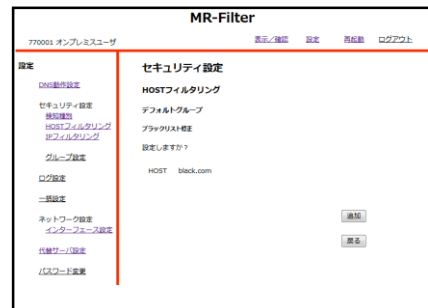 MR-Filter
770001 オンプレミスユーザ
表示／確認 設定 再起動 ログアウト
設定
DNS動作設定
セキュリティ設定
検知種別
HOSTフィルタリング
IPフィルタリング
グループ設定
ログ設定
一括設定
ネットワーク設定
インターフェース設定
代替サーバ設定
パスワード変更
セキュリティ設定
HOSTフィルタリング
デフォルトグループ
ブラックリスト修正
設定しますか？
HOST black.com
追加
戻る